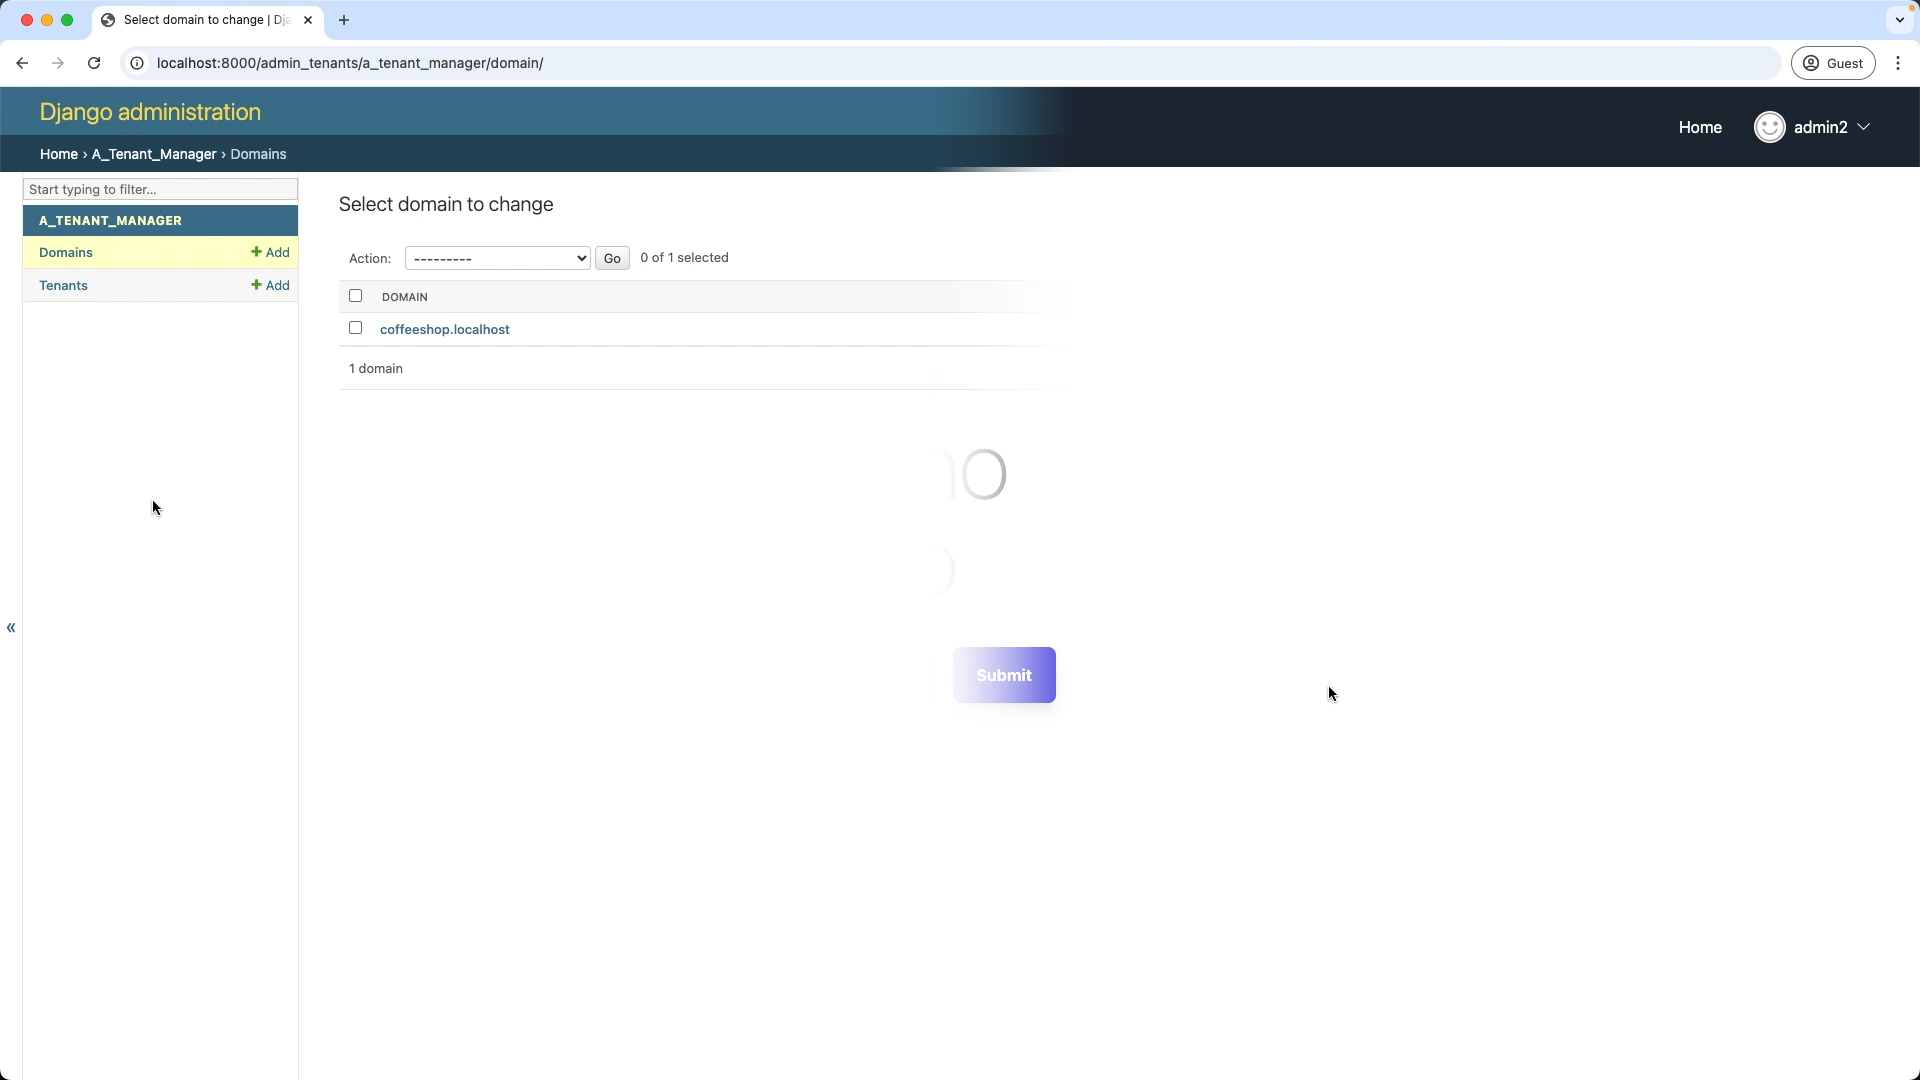 Select domain to change | Dja
localhost:8000/admin_tenants/a_tenant_manager/domain/
Guest
Django administration
Home
admin2
Home › A_Tenant_Manager › Domains
Start typing to filter...
A_TENANT_MANAGER
Domains
+ Add
Tenants
+ Add
Select domain to change
Action:
---------
Go
0 of 1 selected
DOMAIN
coffeeshop.localhost
1 domain
Submit